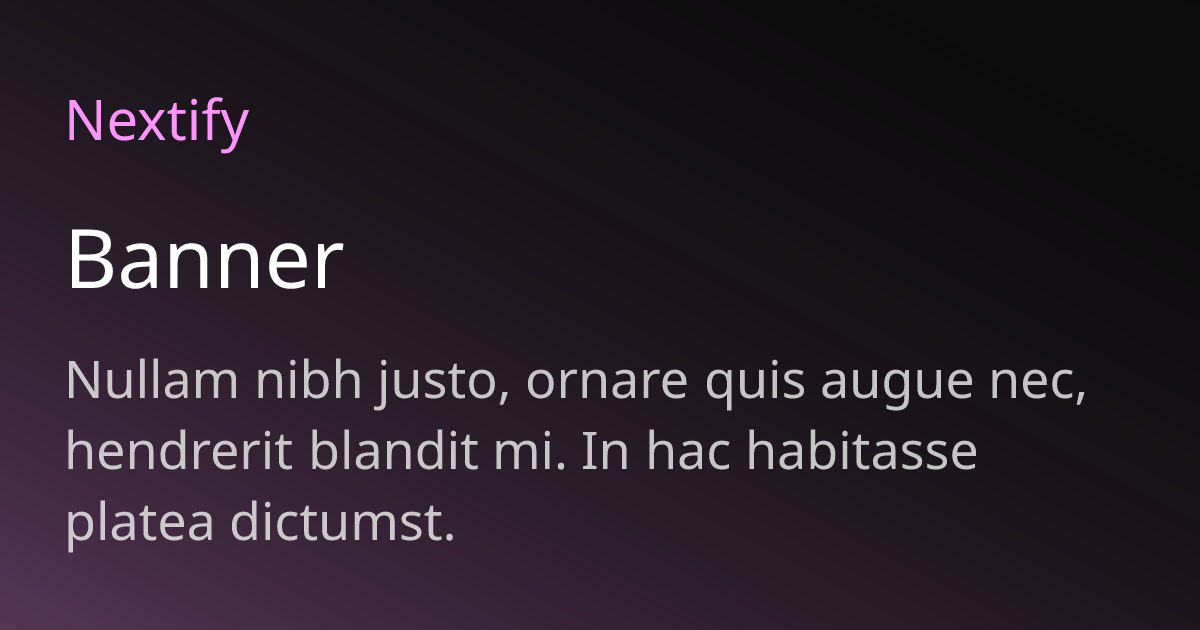 Nextify
Banner
Nullam nibh justo, ornare quis augue nec,
hendrerit blandit mi. In hac habitasse
platea dictumst.